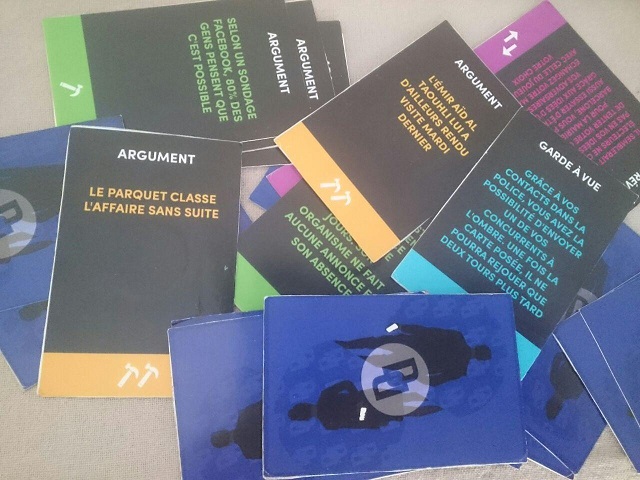 ARGUMENT
SELON UN SONDAGE
FACEBOOK, 80% DES
GENS PENSENT QUE
C'EST POSSIBLE
ARGUMENT
ARGUMENT
L'ÉMIR AÏD AL
TAOUHLI LUI A
D'AILLEURS RENDU
VISITE MARDI
DERNIER
GARDE À VUE
GRÂCE À VOS
CONTACTS DANS LA
POLICE, VOUS AVEZ LA
POSSIBILITÉ D'ENVOYER
UN DE VOS
CONCURRENTS À
L'OMBRE. UNE FOIS LA
CARTE POSÉE, IL NE
POURRA REJOUER QUE
DEUX TOURS PLUS TARD
ARGUMENT
LE PARQUET CLASSE
L'AFFAIRE SANS SUITE
JOURS.
ORGANISME NE FAIT
AUCUNE ANNONCE
SON ABSENCE